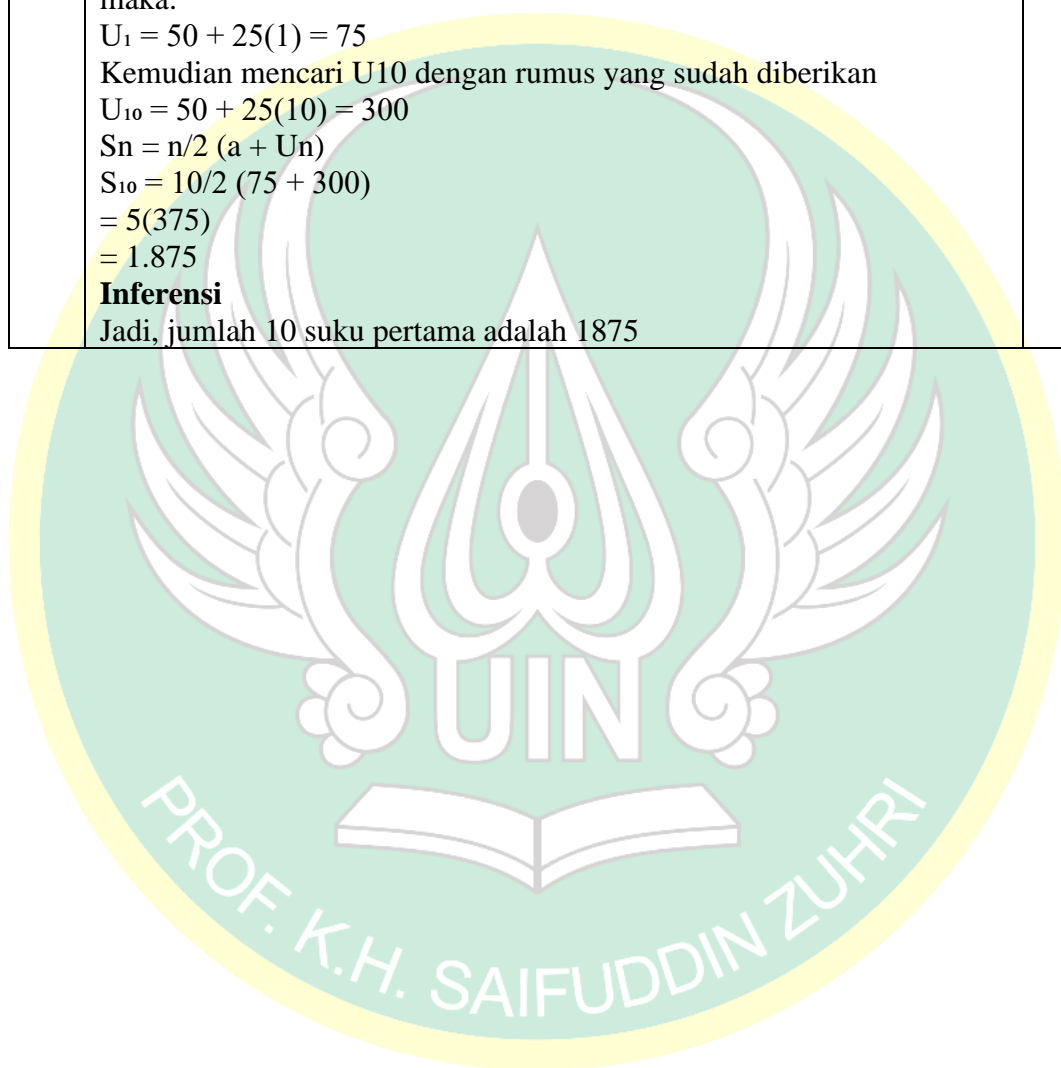 maka:
U₁ = 50 + 25(1) = 75
Kemudian mencari U10 dengan rumus yang sudah diberikan
U₁₀ = 50 + 25(10) = 300
Sn = n/2 (a + Un)
S₁₀ = 10/2 (75 + 300)
= 5(375)
= 1.875
Inferensi
Jadi, jumlah 10 suku pertama adalah 1875
UIN
PROF. K.H. SAIFUDDIN ZUHRI